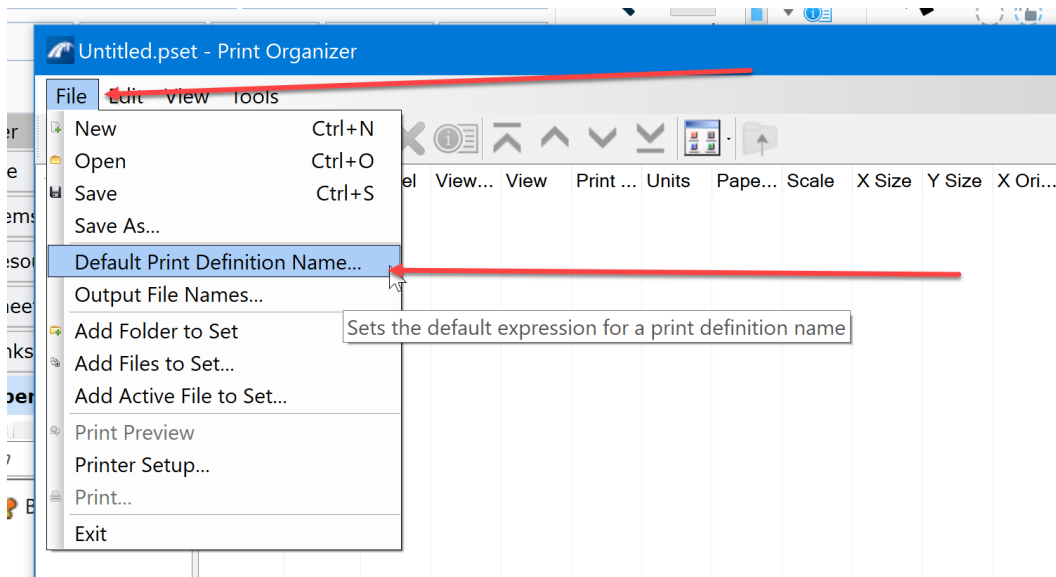 Untitled.pset - Print Organizer
File Edit View Tools
New Ctrl+N
Open Ctrl+O
Save Ctrl+S
Save As...
Default Print Definition Name...
Output File Names...
Add Folder to Set
Add Files to Set...
Add Active File to Set...
Print Preview
Printer Setup...
Print...
Exit
View... View Print ... Units Pape... Scale X Size Y Size X Ori...
Sets the default expression for a print definition name